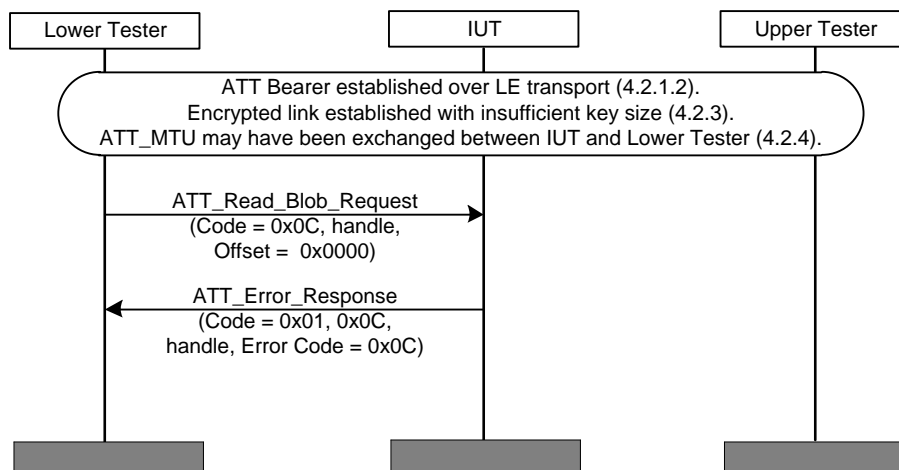 Lower Tester
IUT
Upper Tester
ATT Bearer established over LE transport (4.2.1.2).
Encrypted link established with insufficient key size (4.2.3).
ATT_MTU may have been exchanged between IUT and Lower Tester (4.2.4).
ATT_Read_Blob_Request
(Code = 0x0C, handle,
Offset = 0x0000)
ATT_Error_Response
(Code = 0x01, 0x0C,
handle, Error Code = 0x0C)